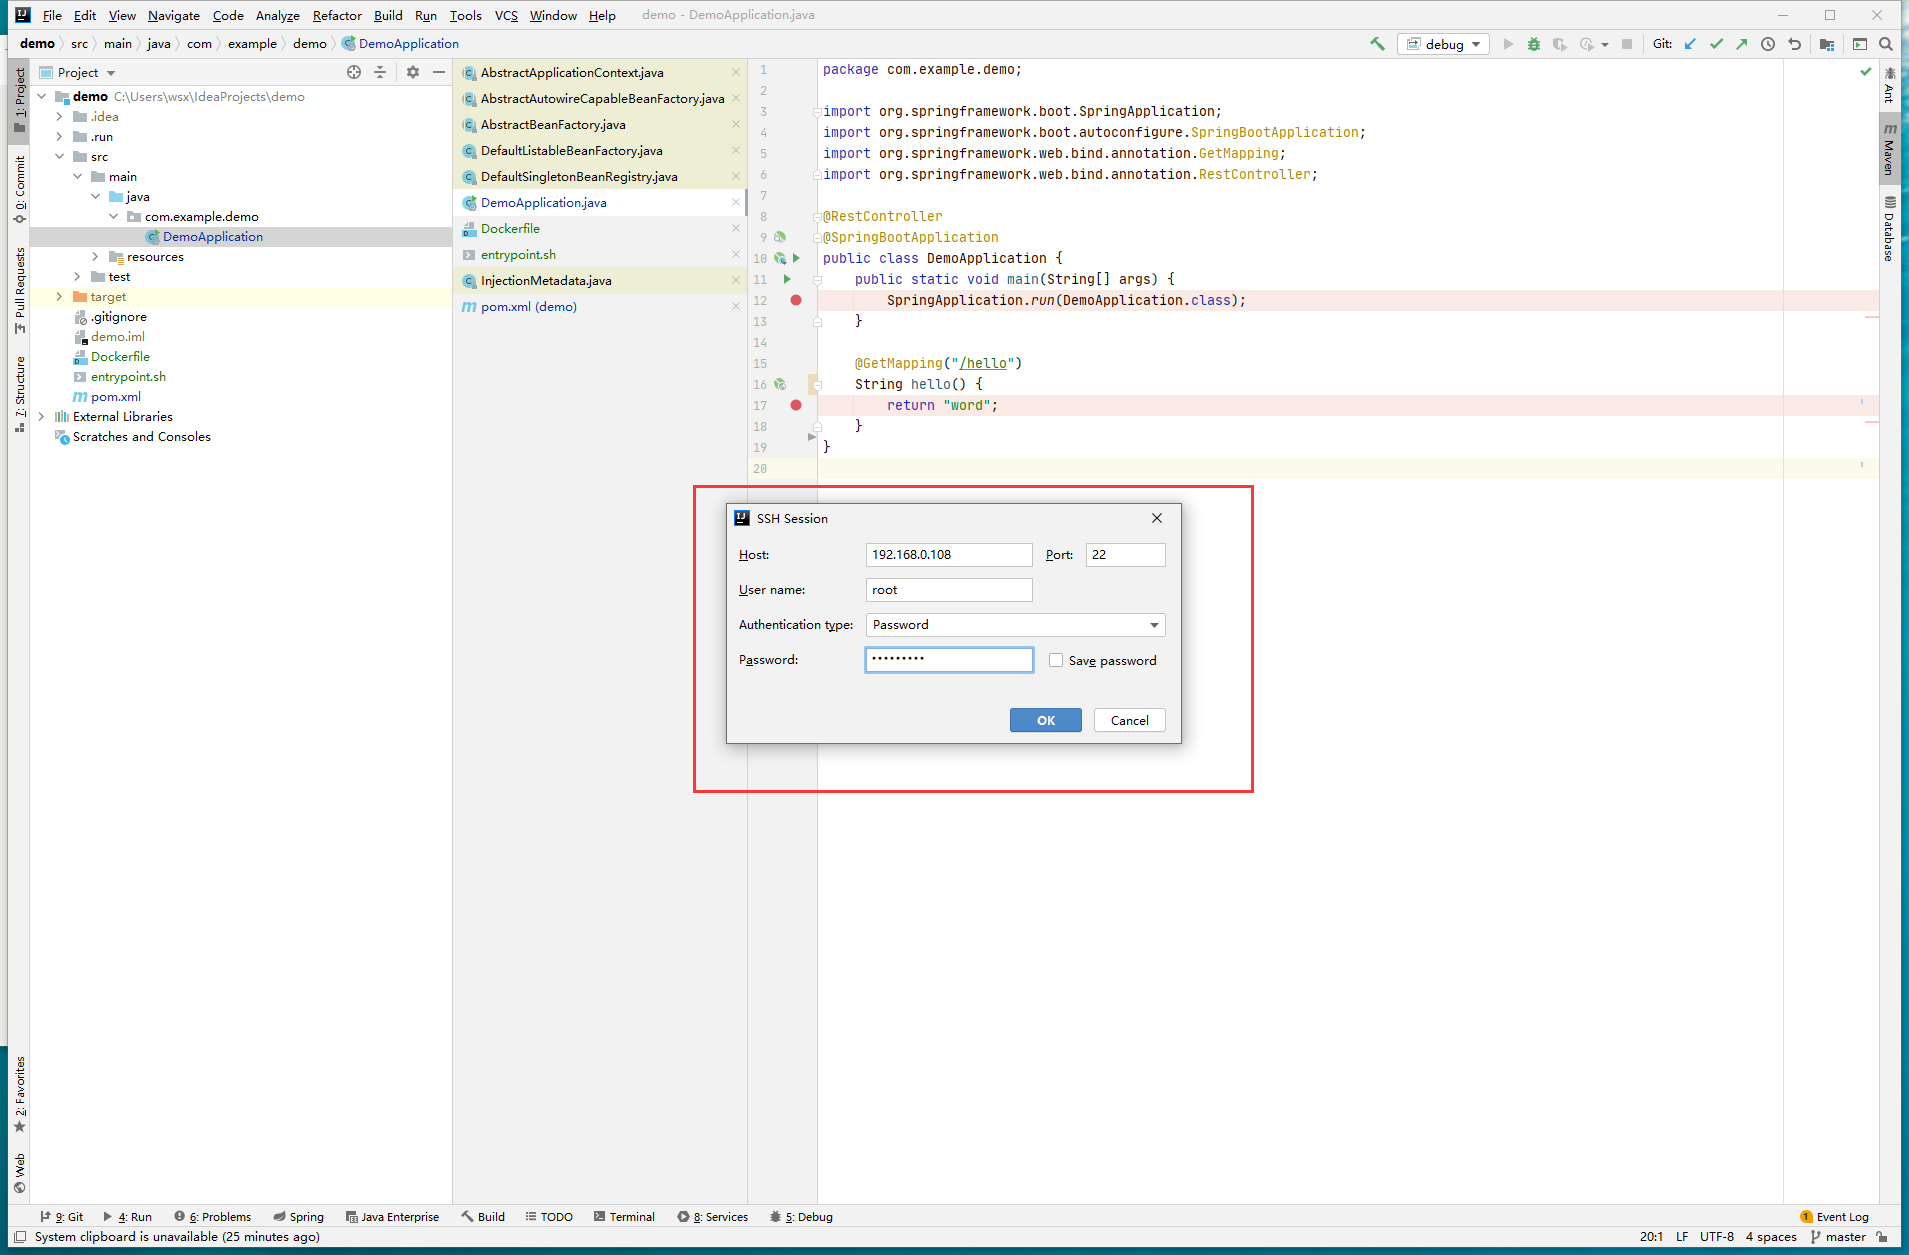 File Edit View Navigate Code Analyze Refactor Build Run Tools VCS Window Help demo - DemoApplication.java
demo src main java com example demo DemoApplication debug Git:
Project
demo C:\Users\wsx\IdeaProjects\demo
.idea
.run
src
main
java
com.example.demo
DemoApplication
resources
test
target
.gitignore
demo.iml
Dockerfile
entrypoint.sh
pom.xml
External Libraries
Scratches and Consoles
1: Project
0: Commit
Pull Requests
7: Structure
2: Favorites
Web
AbstractApplicationContext.java
AbstractAutowireCapableBeanFactory.java
AbstractBeanFactory.java
DefaultListableBeanFactory.java
DefaultSingletonBeanRegistry.java
DemoApplication.java
Dockerfile
entrypoint.sh
InjectionMetadata.java
pom.xml (demo)
1 package com.example.demo;
2
3 import org.springframework.boot.SpringApplication;
4 import org.springframework.boot.autoconfigure.SpringBootApplication;
5 import org.springframework.web.bind.annotation.GetMapping;
6 import org.springframework.web.bind.annotation.RestController;
7
8 @RestController
9 @SpringBootApplication
10 public class DemoApplication {
11 public static void main(String[] args) {
12 SpringApplication.run(DemoApplication.class);
13 }
14
15 @GetMapping("/hello")
16 String hello() {
17 return "word";
18 }
19 }
20
SSH Session
Host: 192.168.0.108 Port: 22
User name: root
Authentication type: Password
Password: ••••••••• Save password
OK Cancel
Ant
Maven
Database
9: Git 4: Run 6: Problems Spring Java Enterprise Build TODO Terminal 8: Services 5: Debug 1 Event Log
System clipboard is unavailable (25 minutes ago) 20:1 LF UTF-8 4 spaces master